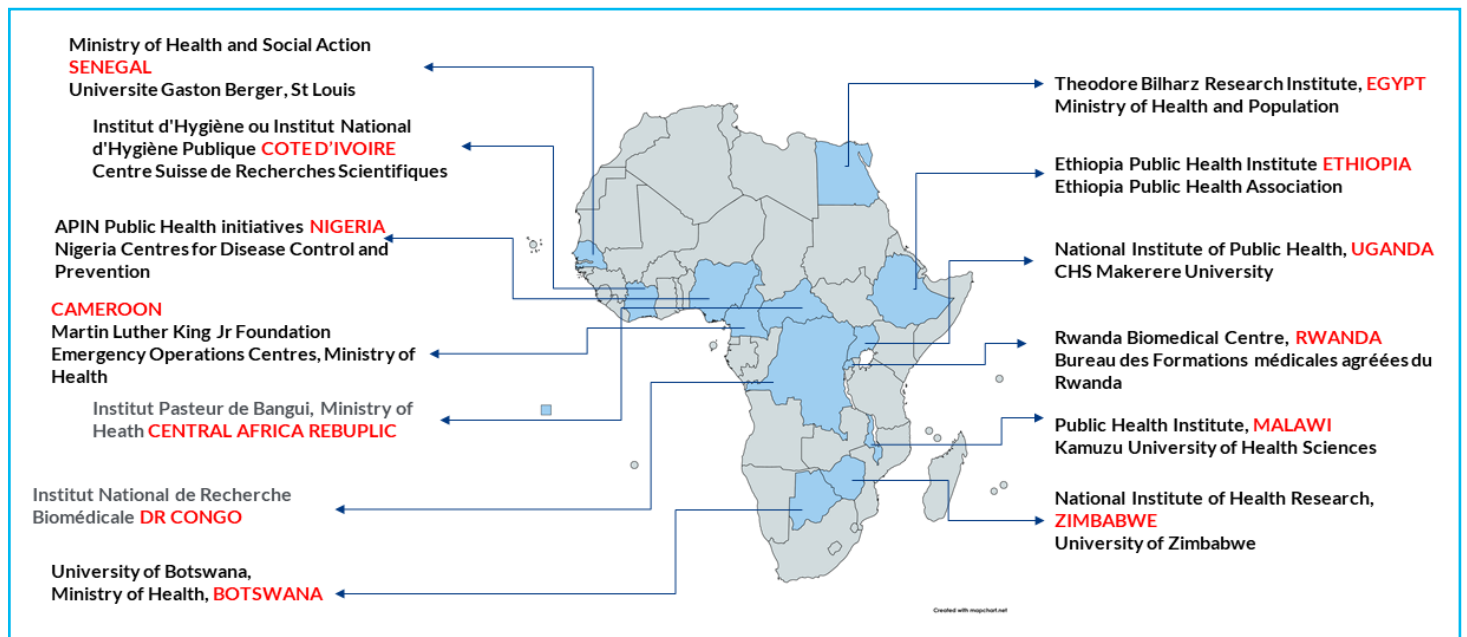 Ministry of Health and Social Action
SENEGAL
Universite Gaston Berger, St Louis
Institut d'Hygiène ou Institut National
d'Hygiène Publique COTE D’IVOIRE
Centre Suisse de Recherches Scientifiques
APIN Public Health initiatives NIGERIA
Nigeria Centres for Disease Control and
Prevention
CAMEROON
Martin Luther King Jr Foundation
Emergency Operations Centres, Ministry of
Health
Institut Pasteur de Bangui, Ministry of
Heath CENTRAL AFRICA REBUPLIC
Institut National de Recherche
Biomédicale DR CONGO
University of Botswana,
Ministry of Health, BOTSWANA
Theodore Bilharz Research Institute, EGYPT
Ministry of Health and Population
Ethiopia Public Health Institute ETHIOPIA
Ethiopia Public Health Association
National Institute of Public Health, UGANDA
CHS Makerere University
Rwanda Biomedical Centre, RWANDA
Bureau des Formations médicales agréées du
Rwanda
Public Health Institute, MALAWI
Kamuzu University of Health Sciences
National Institute of Health Research,
ZIMBABWE
University of Zimbabwe
Created with mapchart.net